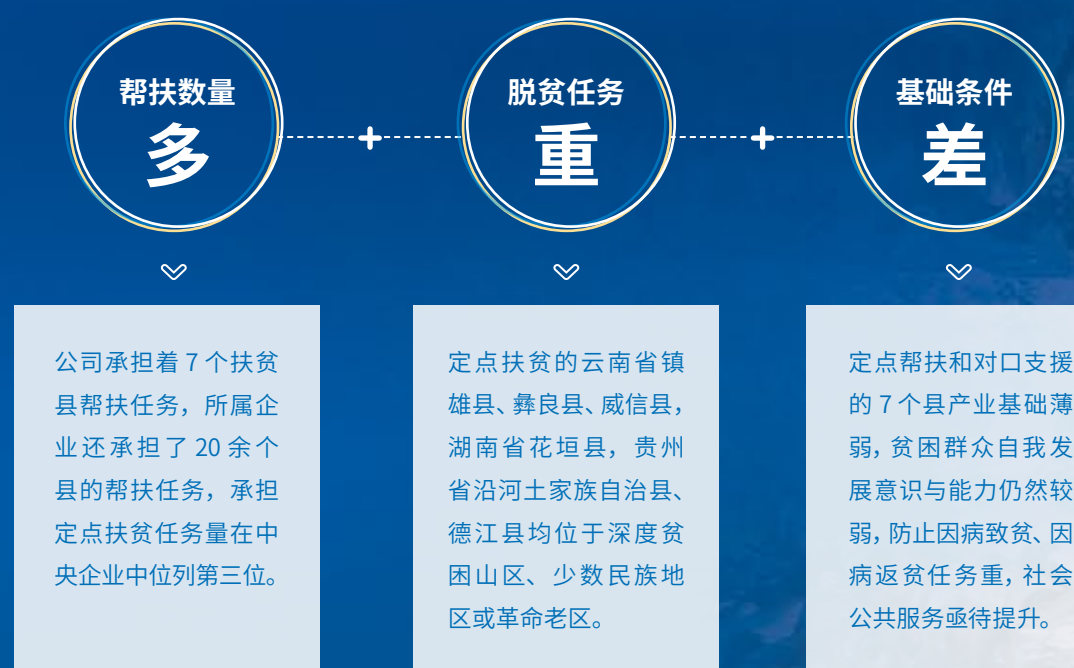 帮扶数量
多
脱贫任务
重
基础条件
差
公司承担着 7 个扶贫
县帮扶任务，所属企
业还承担了 20 余个
县的帮扶任务，承担
定点扶贫任务量在中
央企业中位列第三位。
定点扶贫的云南省镇
雄县、彝良县、威信县，
湖南省花垣县，贵州
省沿河土家族自治县、
德江县均位于深度贫
困山区、少数民族地
区或革命老区。
定点帮扶和对口支援
的 7 个县产业基础薄
弱，贫困群众自我发
展意识与能力仍然较
弱，防止因病致贫、因
病返贫任务重，社会
公共服务亟待提升。